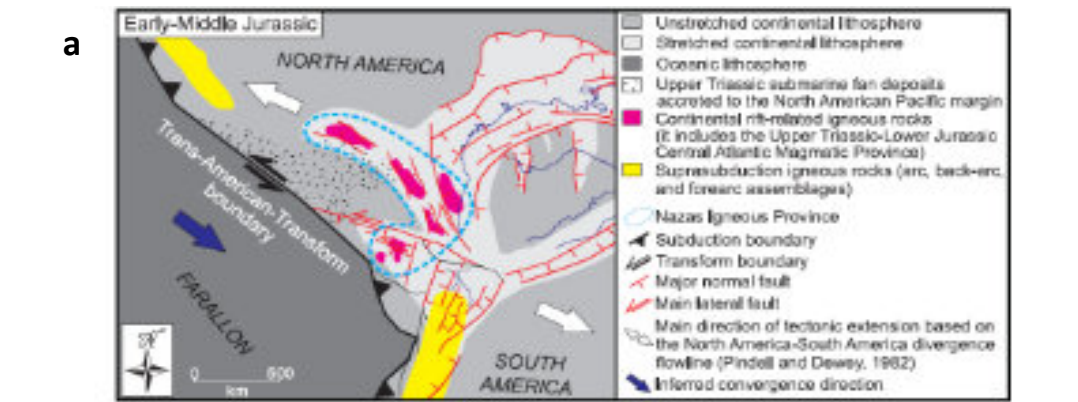 a
Early-Middle Jurassic
NORTH AMERICA
Trans-American-Transform
boundary
FARALLON
SOUTH
AMERICA
N
0 600
km
Unstretched continental lithosphere
Stretched continental lithosphere
Oceanic lithosphere
Upper Triassic submarine fan deposits
accreted to the North American Pacific margin
Continental rift-related igneous rocks
(it includes the Upper Triassic-Lower Jurassic
Central Atlantic Magmatic Province)
Suprasubduction igneous rocks (arc, back-arc,
and forearc assemblages)
Nazas Igneous Province
Subduction boundary
Transform boundary
Major normal fault
Main lateral fault
Main direction of tectonic extension based on
the North America-South America divergence
flowline (Pindell and Dewey, 1982)
Inferred convergence direction